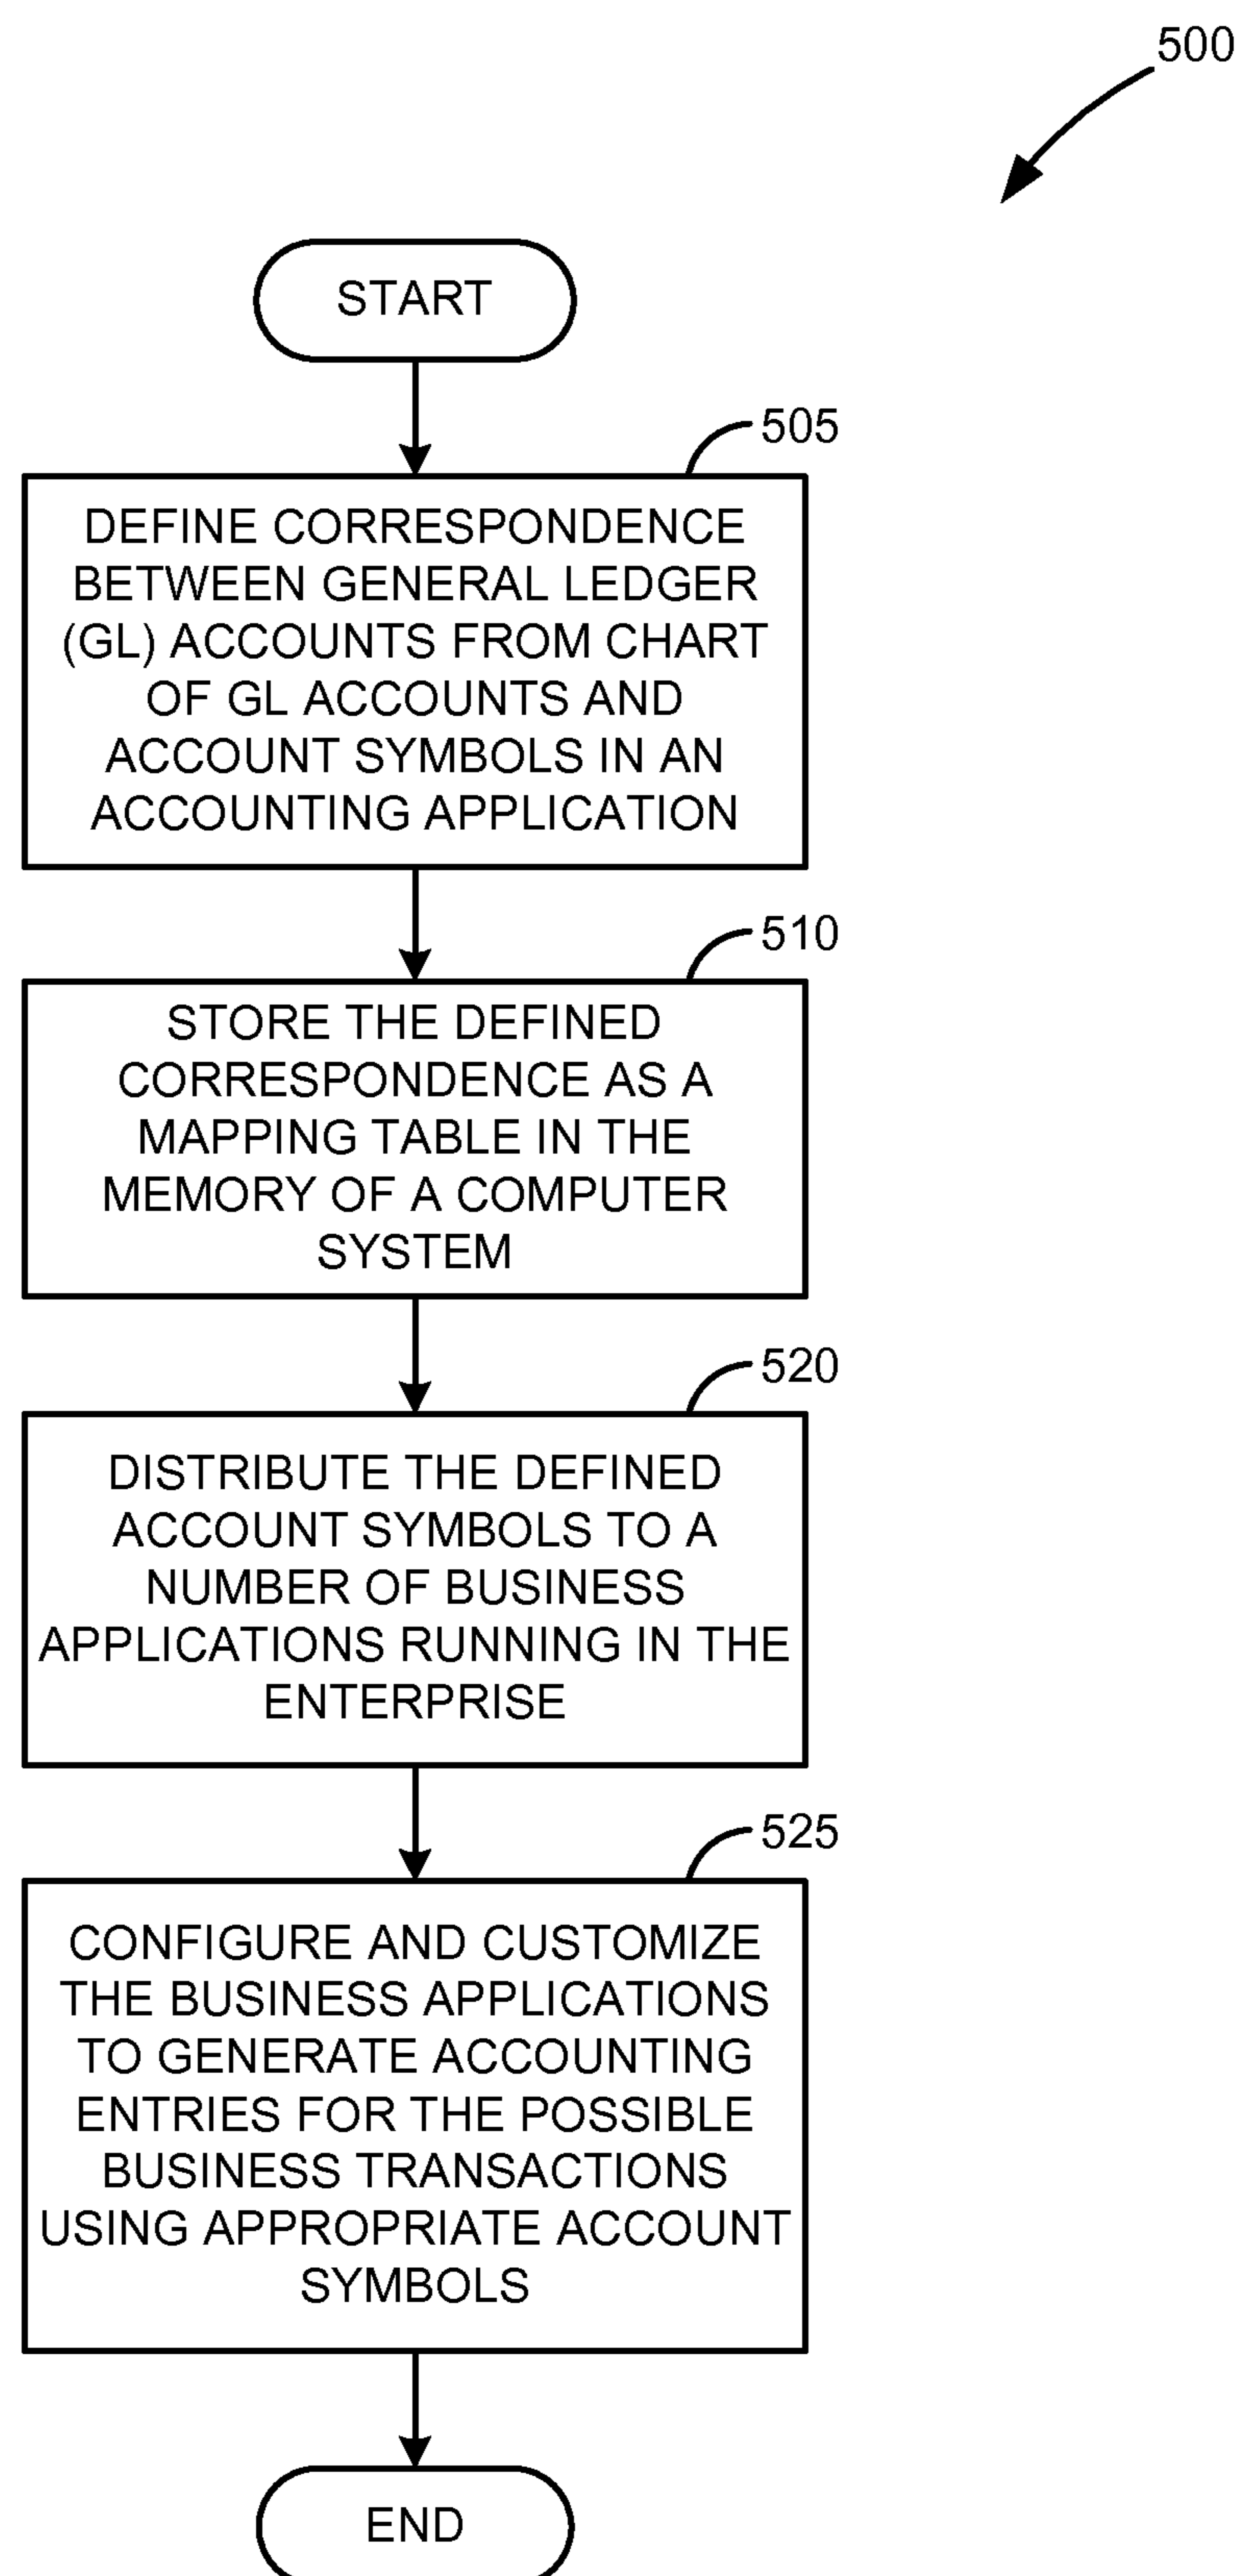 500
START
505
DEFINE CORRESPONDENCE
BETWEEN GENERAL LEDGER
(GL) ACCOUNTS FROM CHART
OF GL ACCOUNTS AND
ACCOUNT SYMBOLS IN AN
ACCOUNTING APPLICATION
510
STORE THE DEFINED
CORRESPONDENCE AS A
MAPPING TABLE IN THE
MEMORY OF A COMPUTER
SYSTEM
520
DISTRIBUTE THE DEFINED
ACCOUNT SYMBOLS TO A
NUMBER OF BUSINESS
APPLICATIONS RUNNING IN THE
ENTERPRISE
525
CONFIGURE AND CUSTOMIZE
THE BUSINESS APPLICATIONS
TO GENERATE ACCOUNTING
ENTRIES FOR THE POSSIBLE
BUSINESS TRANSACTIONS
USING APPROPRIATE ACCOUNT
SYMBOLS
END